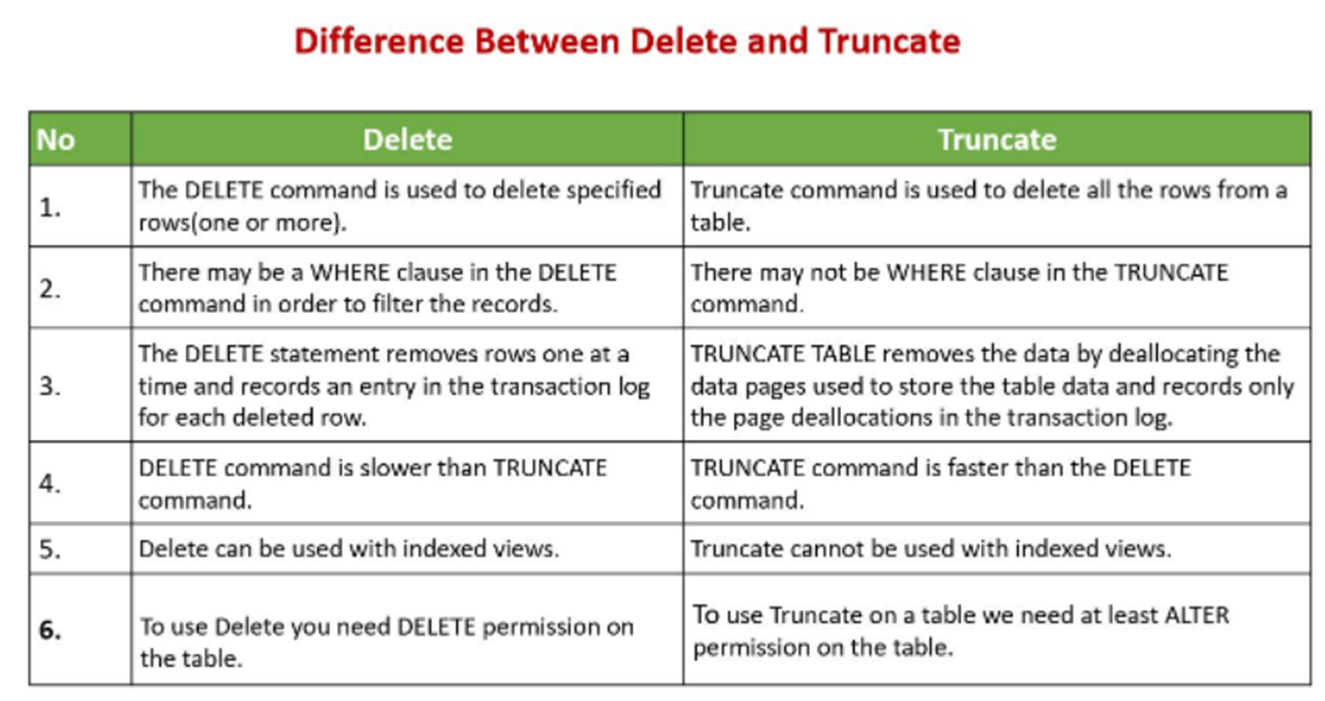 Difference Between Delete and Truncate
No Delete Truncate
1.
The DELETE command is used to delete specified
rows(one or more).
Truncate command is used to delete all the rows from a
table.
2.
There may be a WHERE clause in the DELETE
command in order to filter the records.
There may not be WHERE clause in the TRUNCATE
command.
3.
The DELETE statement removes rows one at a
time and records an entry in the transaction log
for each deleted row.
TRUNCATE TABLE removes the data by deallocating the
data pages used to store the table data and records only
the page deallocations in the transaction log.
4.
DELETE command is slower than TRUNCATE
command.
TRUNCATE command is faster than the DELETE
command.
5.
Delete can be used with indexed views.
Truncate cannot be used with indexed views.
6.
To use Delete you need DELETE permission on
the table.
To use Truncate on a table we need at least ALTER
permission on the table.